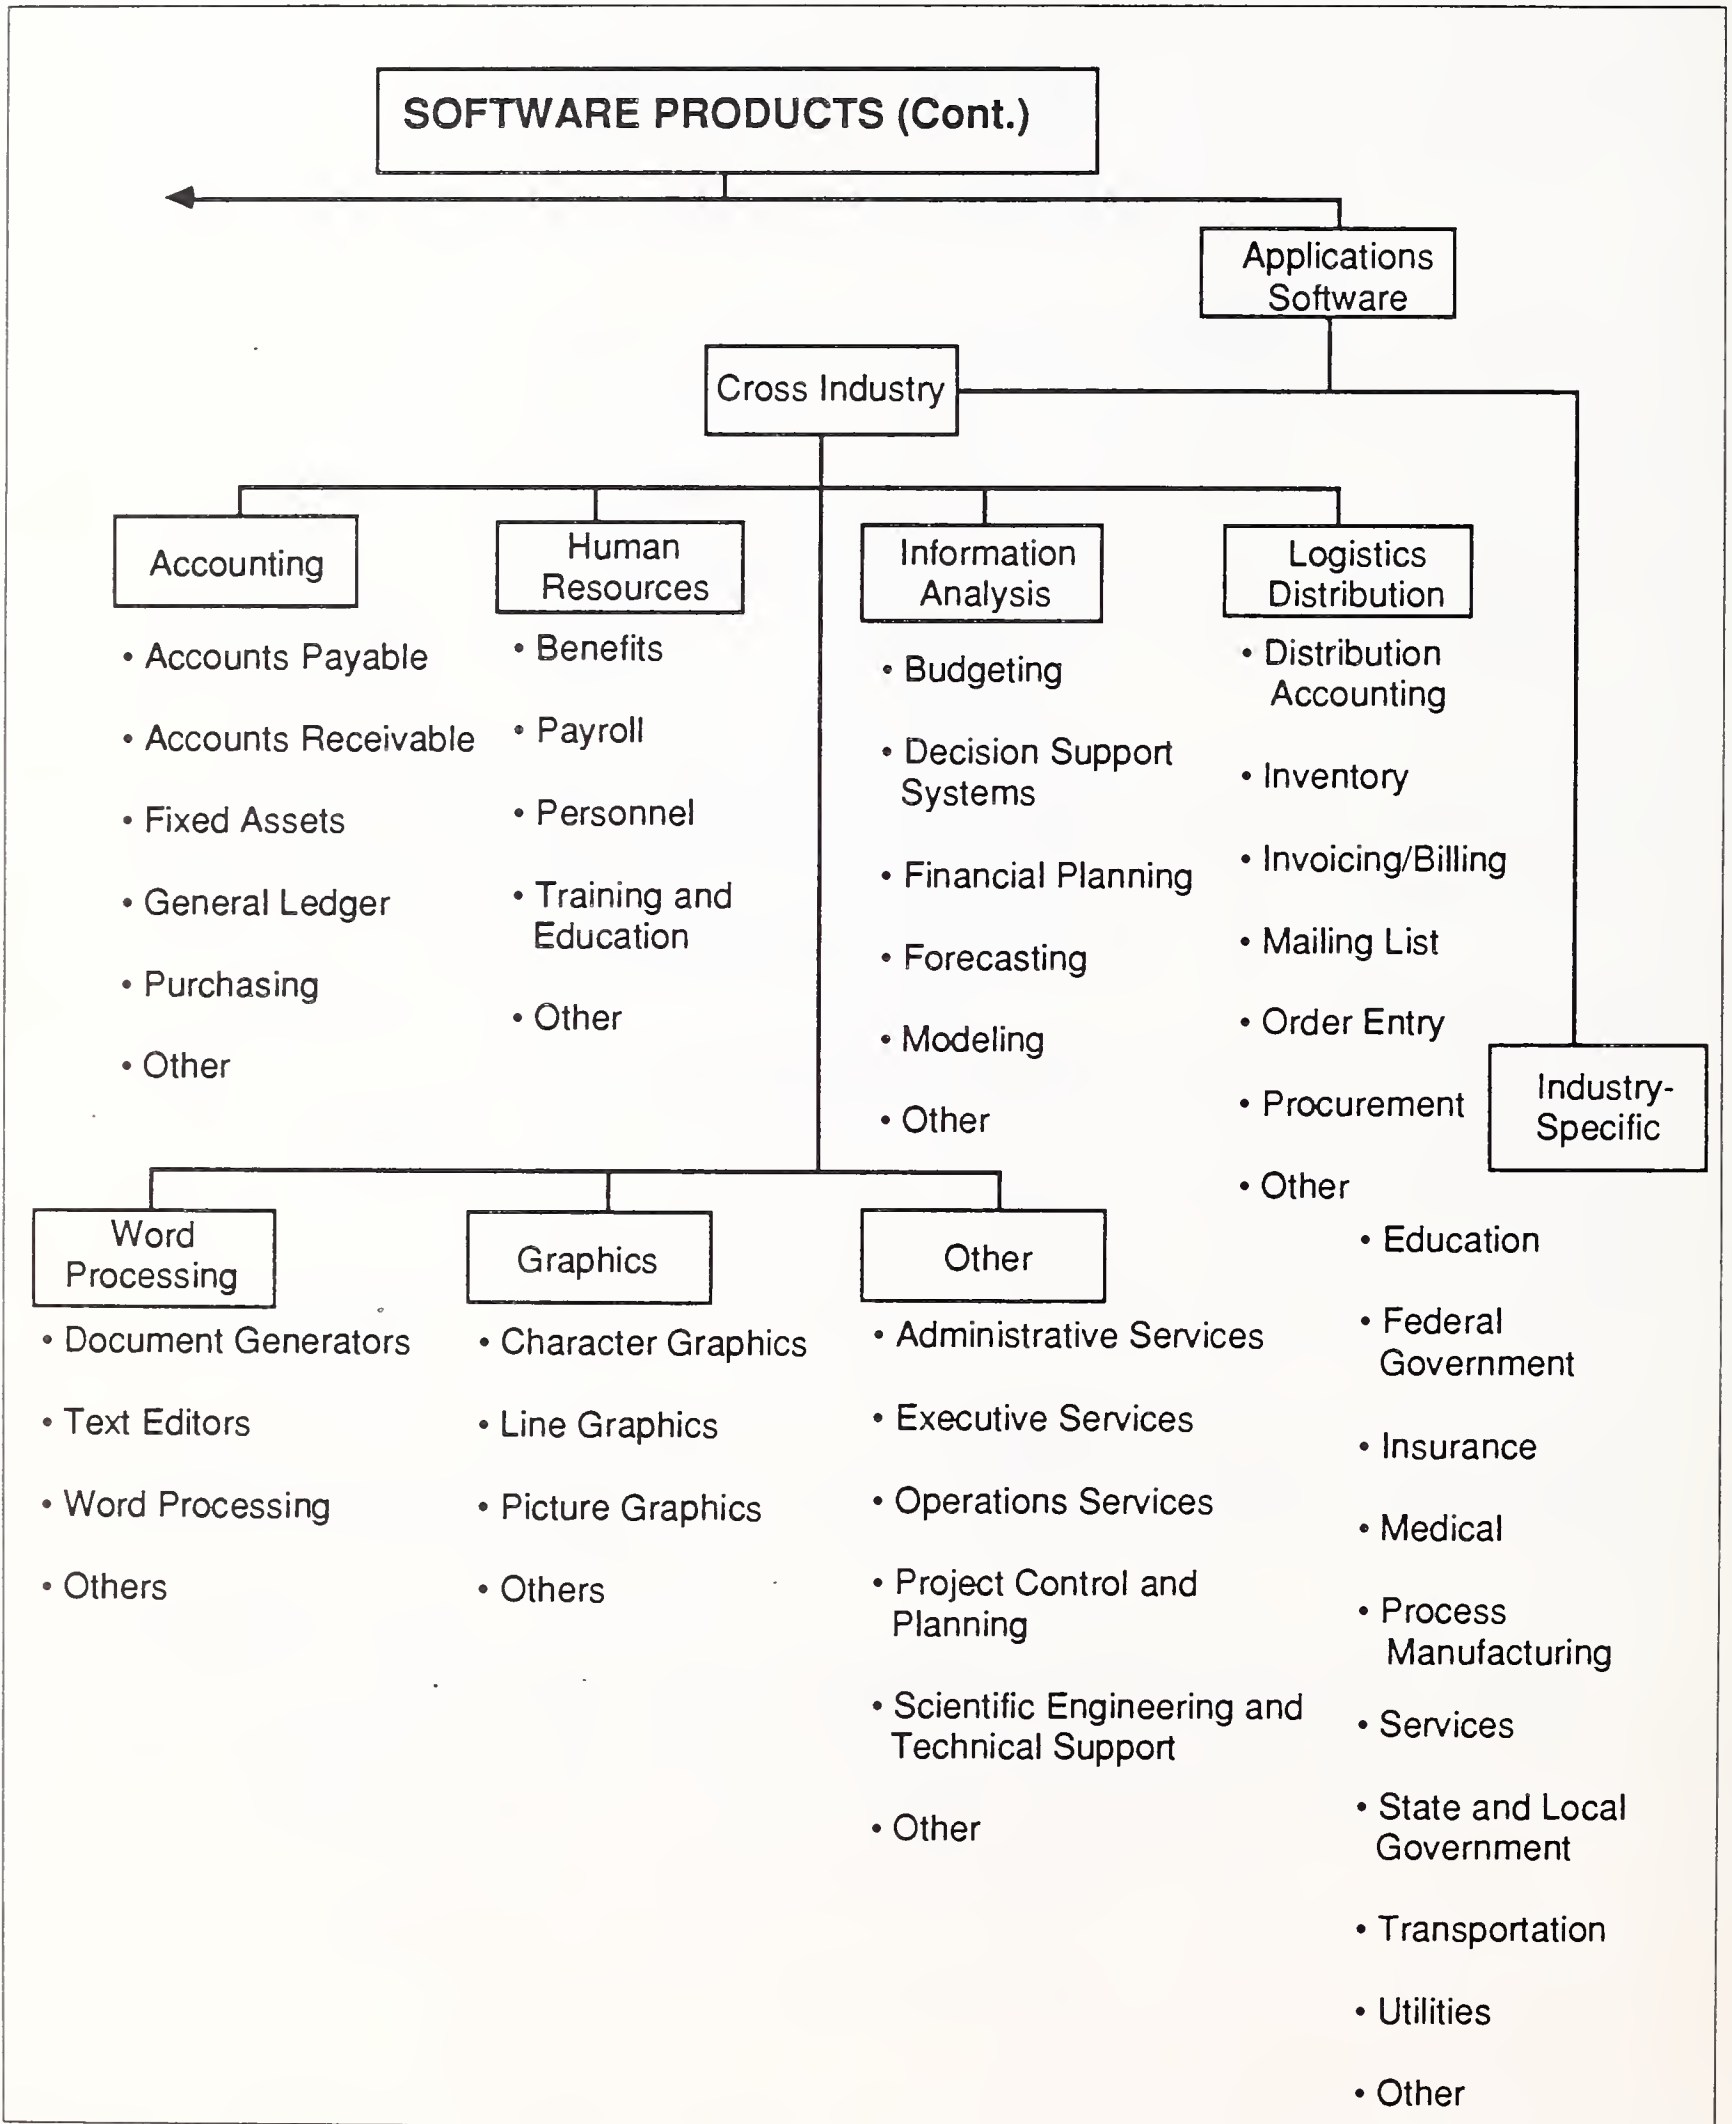 SOFTWARE PRODUCTS (Cont.)
Applications
Software
Cross Industry
Accounting
• Accounts Payable
• Accounts Receivable
• Fixed Assets
• General Ledger
• Purchasing
• Other
Human
Resources
• Benefits
• Payroll
• Personnel
• Training and
Education
• Other
Information
Analysis
• Budgeting
• Decision Support
Systems
• Financial Planning
• Forecasting
• Modeling
• Other
Logistics
Distribution
• Distribution
Accounting
• Inventory
• Invoicing/Billing
• Mailing List
• Order Entry
• Procurement
• Other
Word
Processing
• Document Generators
• Text Editors
• Word Processing
• Others
Graphics
• Character Graphics
• Line Graphics
• Picture Graphics
• Others
Other
• Administrative Services
• Executive Services
• Operations Services
• Project Control and
Planning
• Scientific Engineering and
Technical Support
• Other
Industry-
Specific
• Education
• Federal
Government
• Insurance
• Medical
• Process
Manufacturing
• Services
• State and Local
Government
• Transportation
• Utilities
• Other